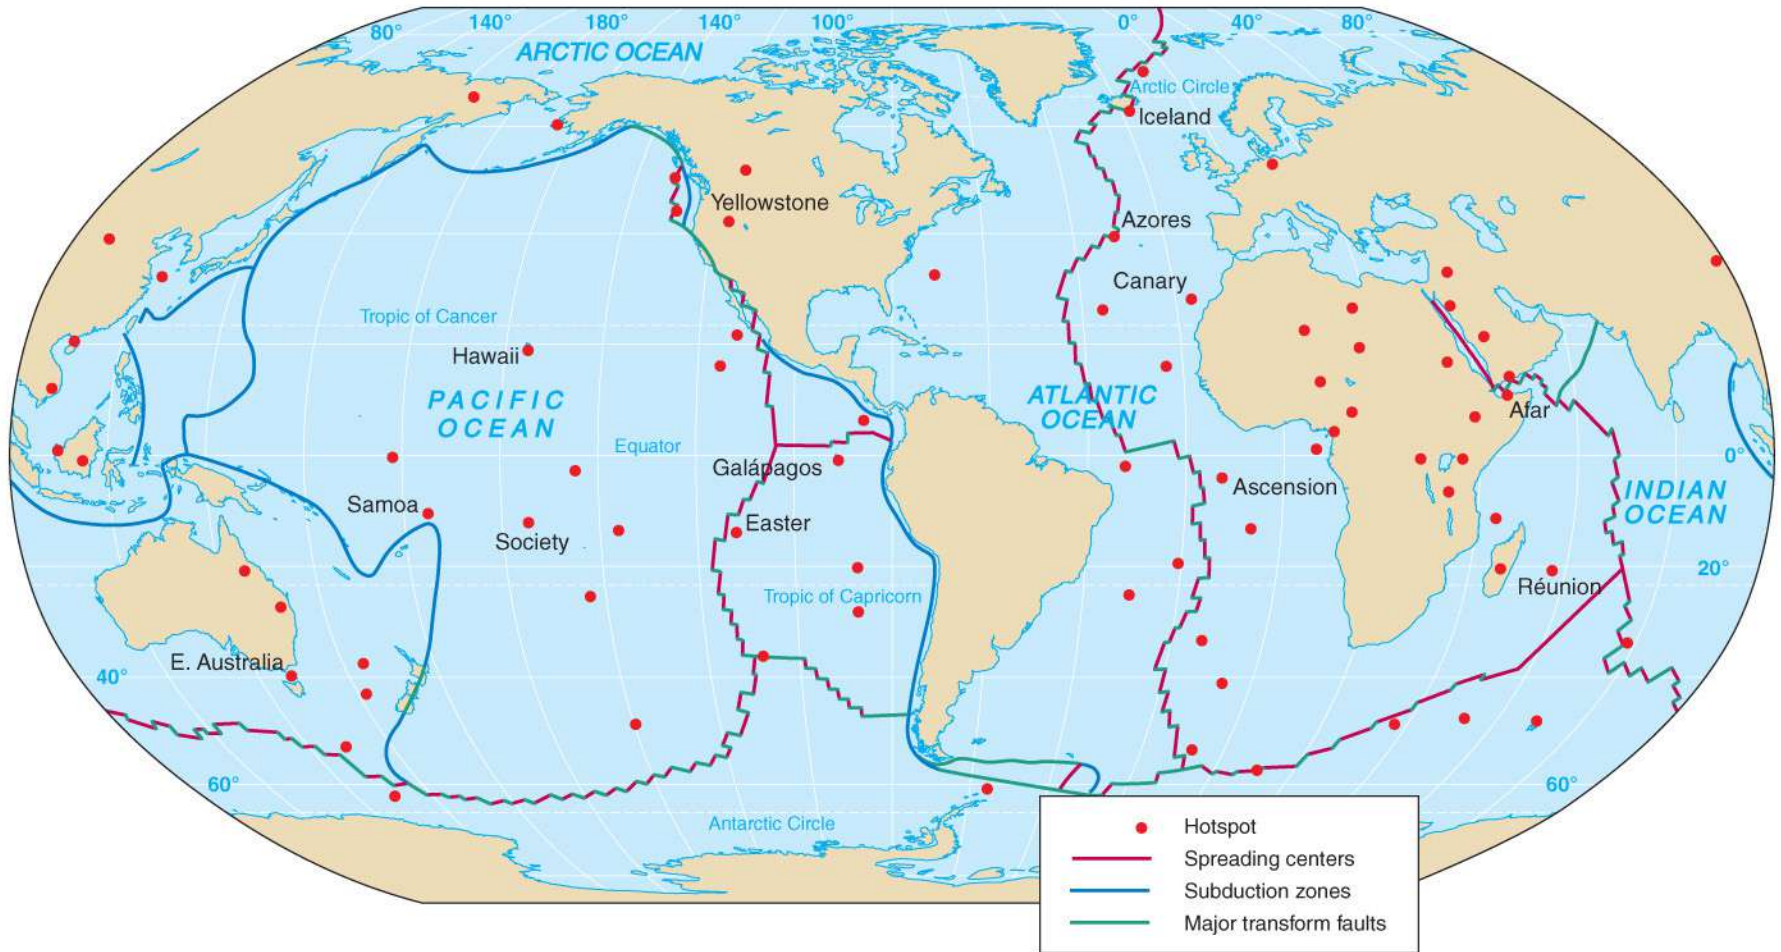 140° 180° 140° 100° 0° 40° 80°
80°
ARCTIC OCEAN
Arctic Circle
Iceland
Yellowstone
Azores
Canary
Tropic of Cancer
Hawaii
PACIFIC
OCEAN
ATLANTIC
OCEAN
Afar
Equator
Galápagos
0°
Samoa
Ascension
INDIAN
OCEAN
Society
Easter
20°
Tropic of Capricorn
Réunion
E. Australia
40°
60°
60°
Antarctic Circle
Hotspot
Spreading centers
Subduction zones
Major transform faults